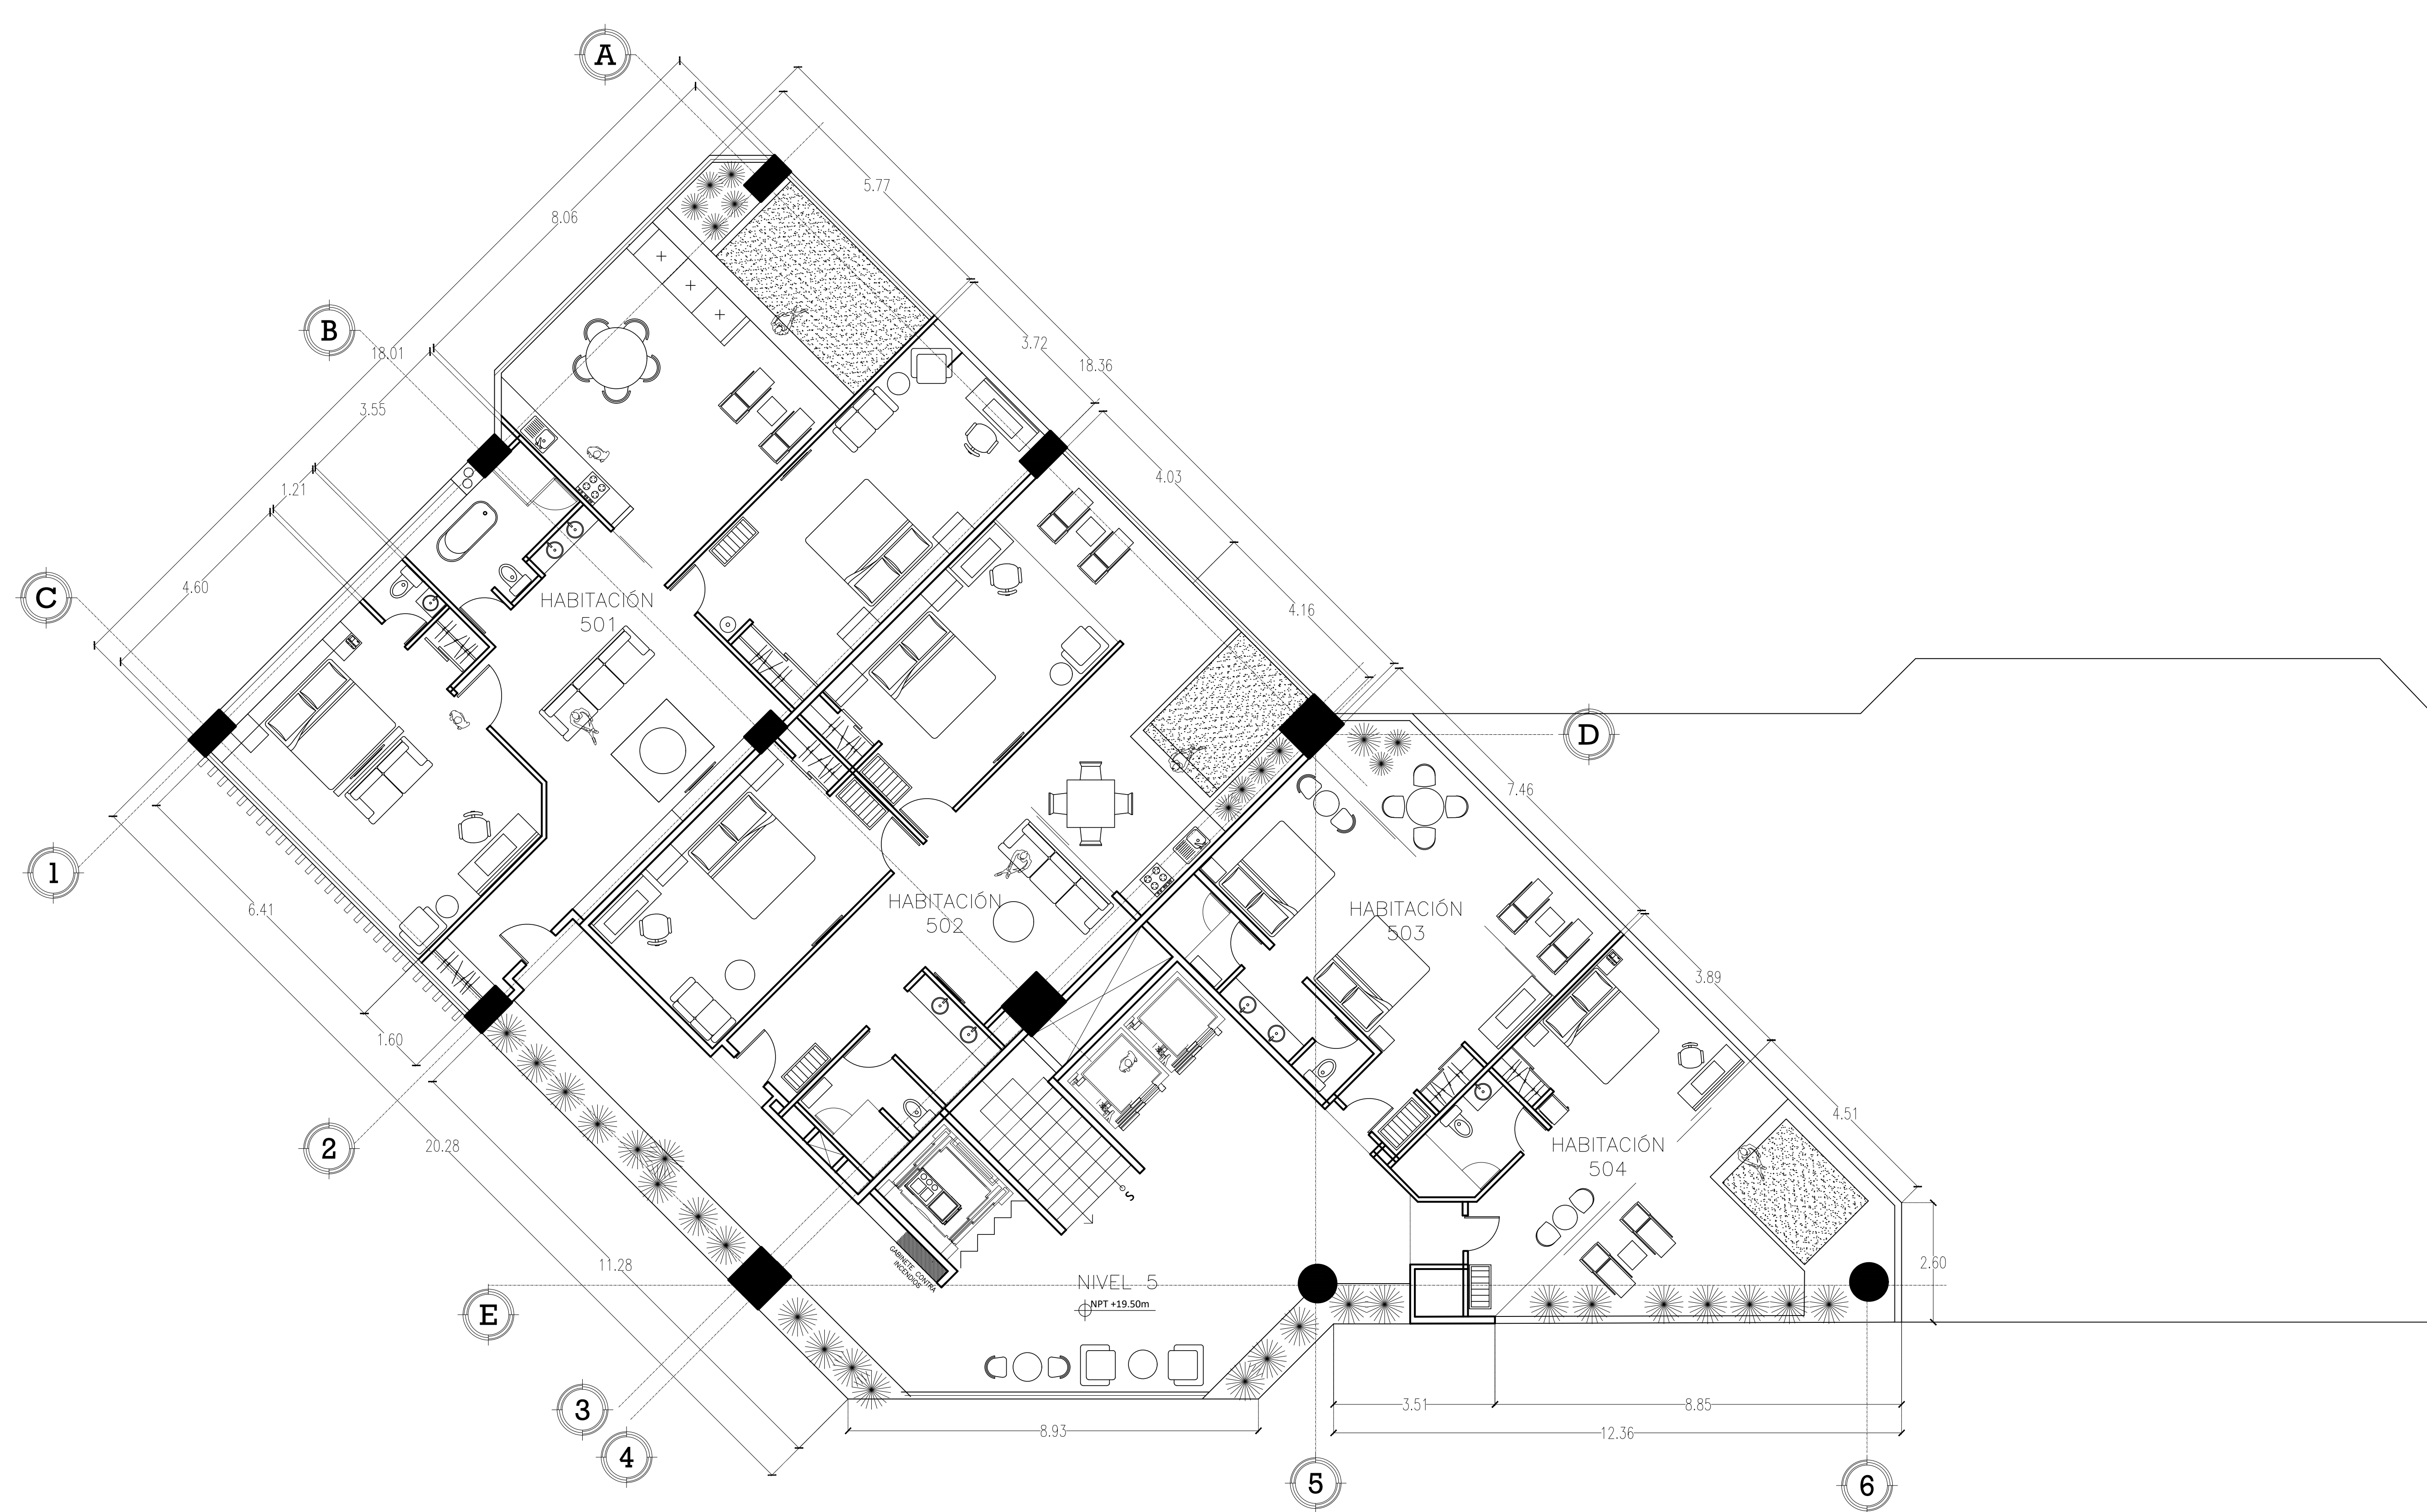 A
5.77
8.06
B
18.01
3.72
18.36
3.55
4.03
1.21
4.60
C
HABITACIÓN
501
4.16
D
7.46
1
6.41
HABITACIÓN
502
HABITACIÓN
503
3.89
1.60
4.51
2
20.28
HABITACIÓN
504
S
11.28
GABINETE CONTRA
INCENDIOS
2.60
NIVEL 5
NPT +19.50m
E
3
4
8.93
3.51
8.85
12.36
5
6